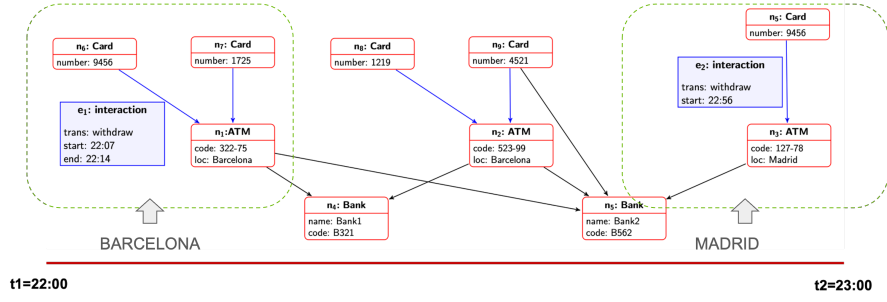 n₅: Card
number: 9456
n₆: Card
number: 9456
n₇: Card
number: 1725
n₈: Card
number: 1219
n₉: Card
number: 4521
e₂: interaction
trans: withdraw
start: 22:56
e₁: interaction
trans: withdraw
start: 22:07
end: 22:14
n₁:ATM
code: 322-75
loc: Barcelona
n₂: ATM
code: 523-99
loc: Barcelona
n₃: ATM
code: 127-78
loc: Madrid
n₄: Bank
name: Bank1
code: B321
n₅: Bank
name: Bank2
code: B562
BARCELONA
MADRID
t1=22:00
t2=23:00